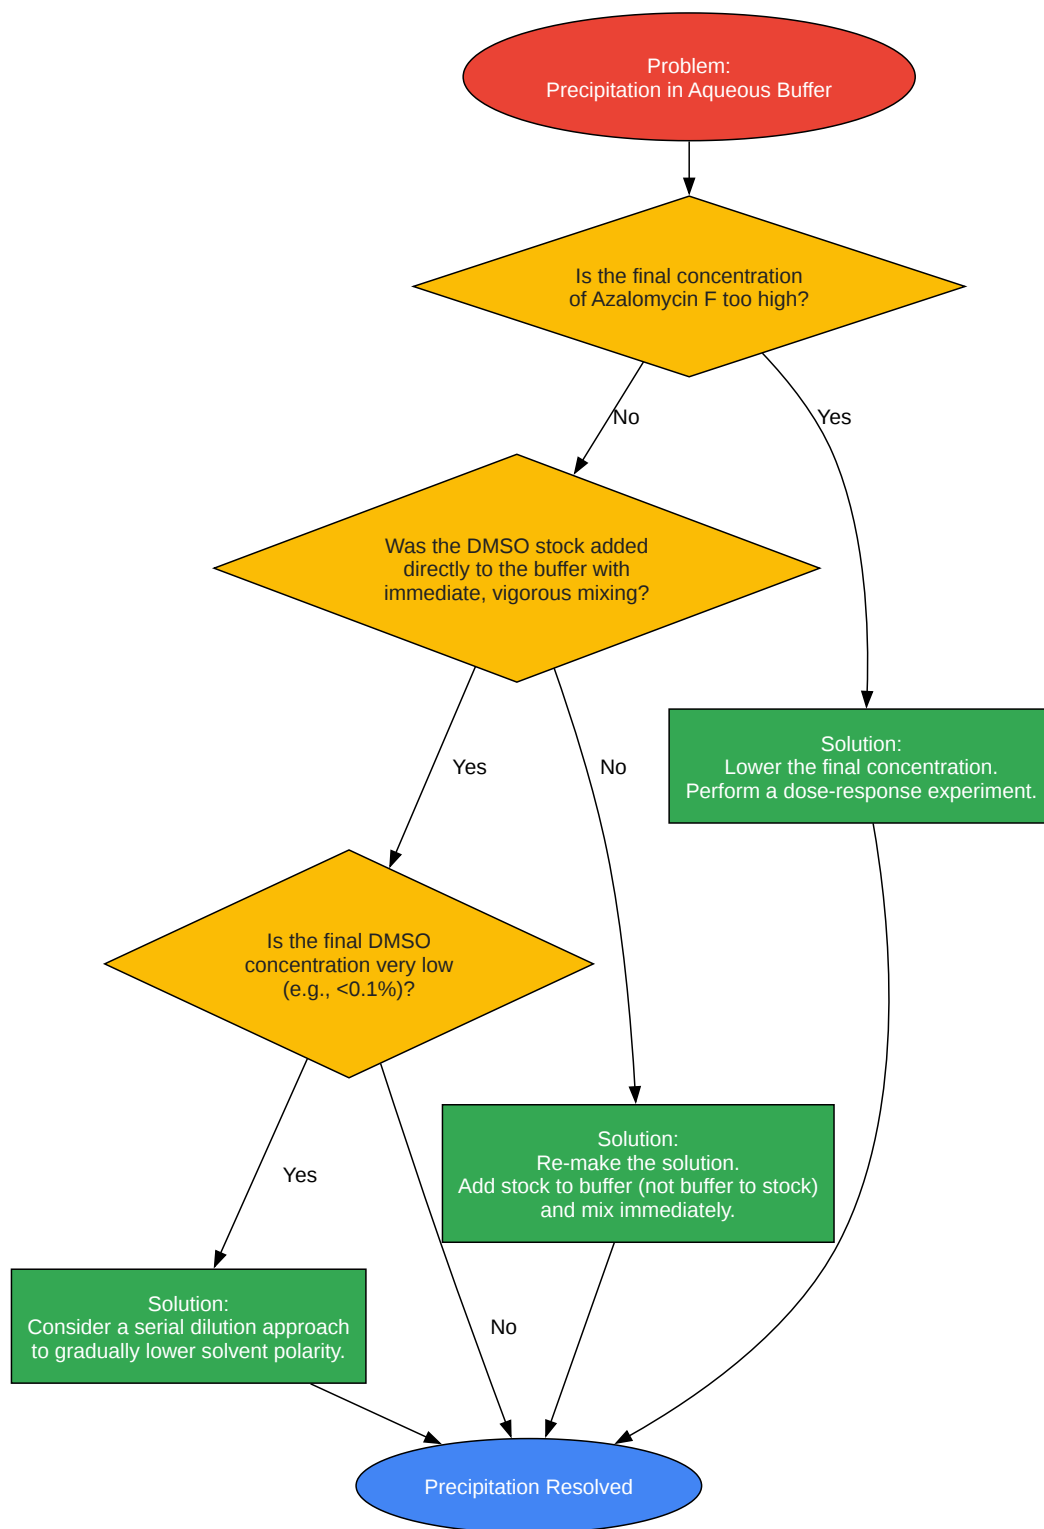 Problem:
Precipitation in Aqueous Buffer
Is the final concentration
of Azalomycin F too high?
No
Yes
Was the DMSO stock added
directly to the buffer with
immediate, vigorous mixing?
Yes
No
Solution:
Lower the final concentration.
Perform a dose-response experiment.
Is the final DMSO
concentration very low
(e.g., <0.1%)?
Yes
No
Solution:
Re-make the solution.
Add stock to buffer (not buffer to stock)
and mix immediately.
Solution:
Consider a serial dilution approach
to gradually lower solvent polarity.
Precipitation Resolved